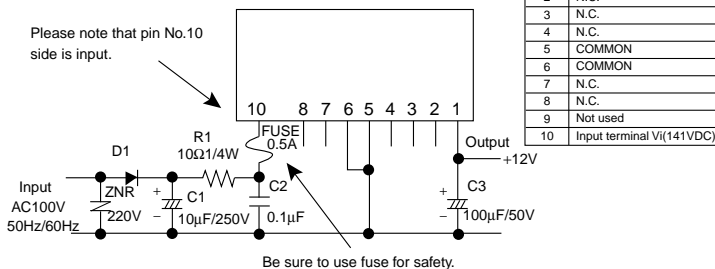 2 N.C.
3 N.C.
4 N.C.
5 COMMON
6 COMMON
7 N.C.
8 N.C.
9 Not used
10 Input terminal Vi(141VDC)
Please note that pin No.10
side is input.
10 8 7 6 5 4 3 2 1
FUSE
0.5A
D1
R1
10Ω1/4W
Output
+12V
Input
AC100V
50Hz/60Hz
ZNR
220V
+
−
C1
10μF/250V
C2
0.1μF
+
−
C3
100μF/50V
Be sure to use fuse for safety.